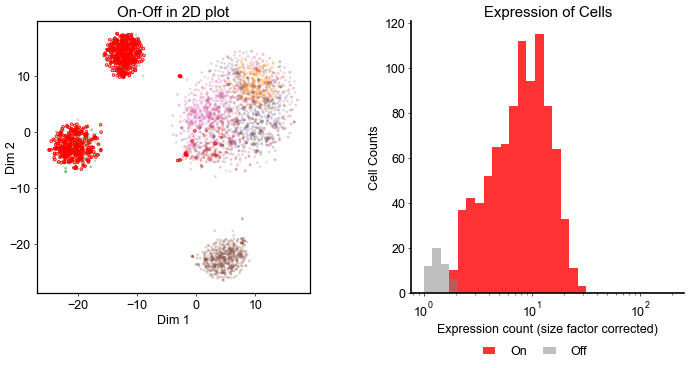 On-Off in 2D plot
10
0
−10
−20
Dim 2
−20
−10
0
10
Dim 1
Expression of Cells
120
100
80
60
40
20
0
Cell Counts
10⁰
10¹
10²
Expression count (size factor corrected)
On
Off